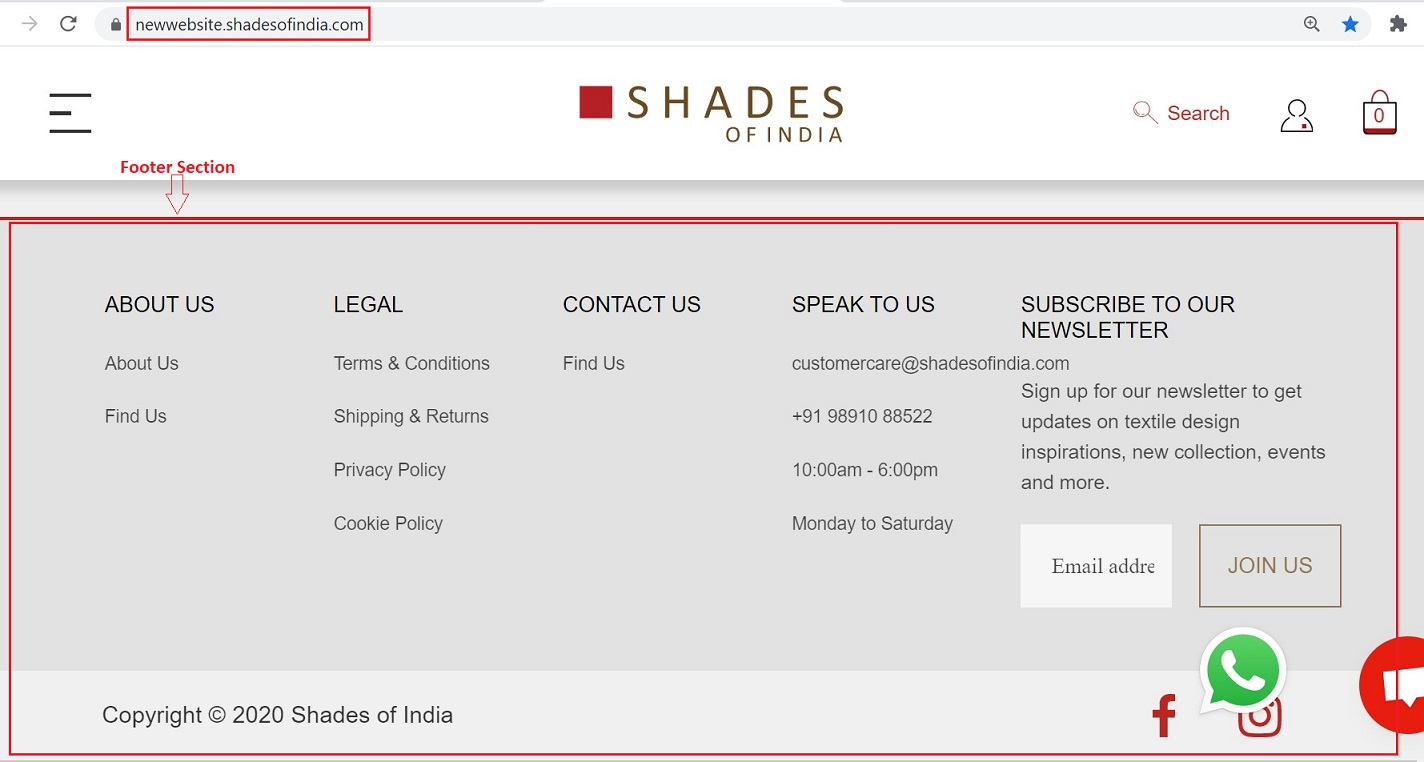 newwebsite.shadesofindia.com
SHADES
OF INDIA
Search
0
Footer Section
ABOUT US
About Us
Find Us
LEGAL
Terms & Conditions
Shipping & Returns
Privacy Policy
Cookie Policy
CONTACT US
Find Us
SPEAK TO US
customercare@shadesofindia.com
+91 98910 88522
10:00am - 6:00pm
Monday to Saturday
SUBSCRIBE TO OUR
NEWSLETTER
Sign up for our newsletter to get
updates on textile design
inspirations, new collection, events
and more.
Email addre
JOIN US
Copyright © 2020 Shades of India